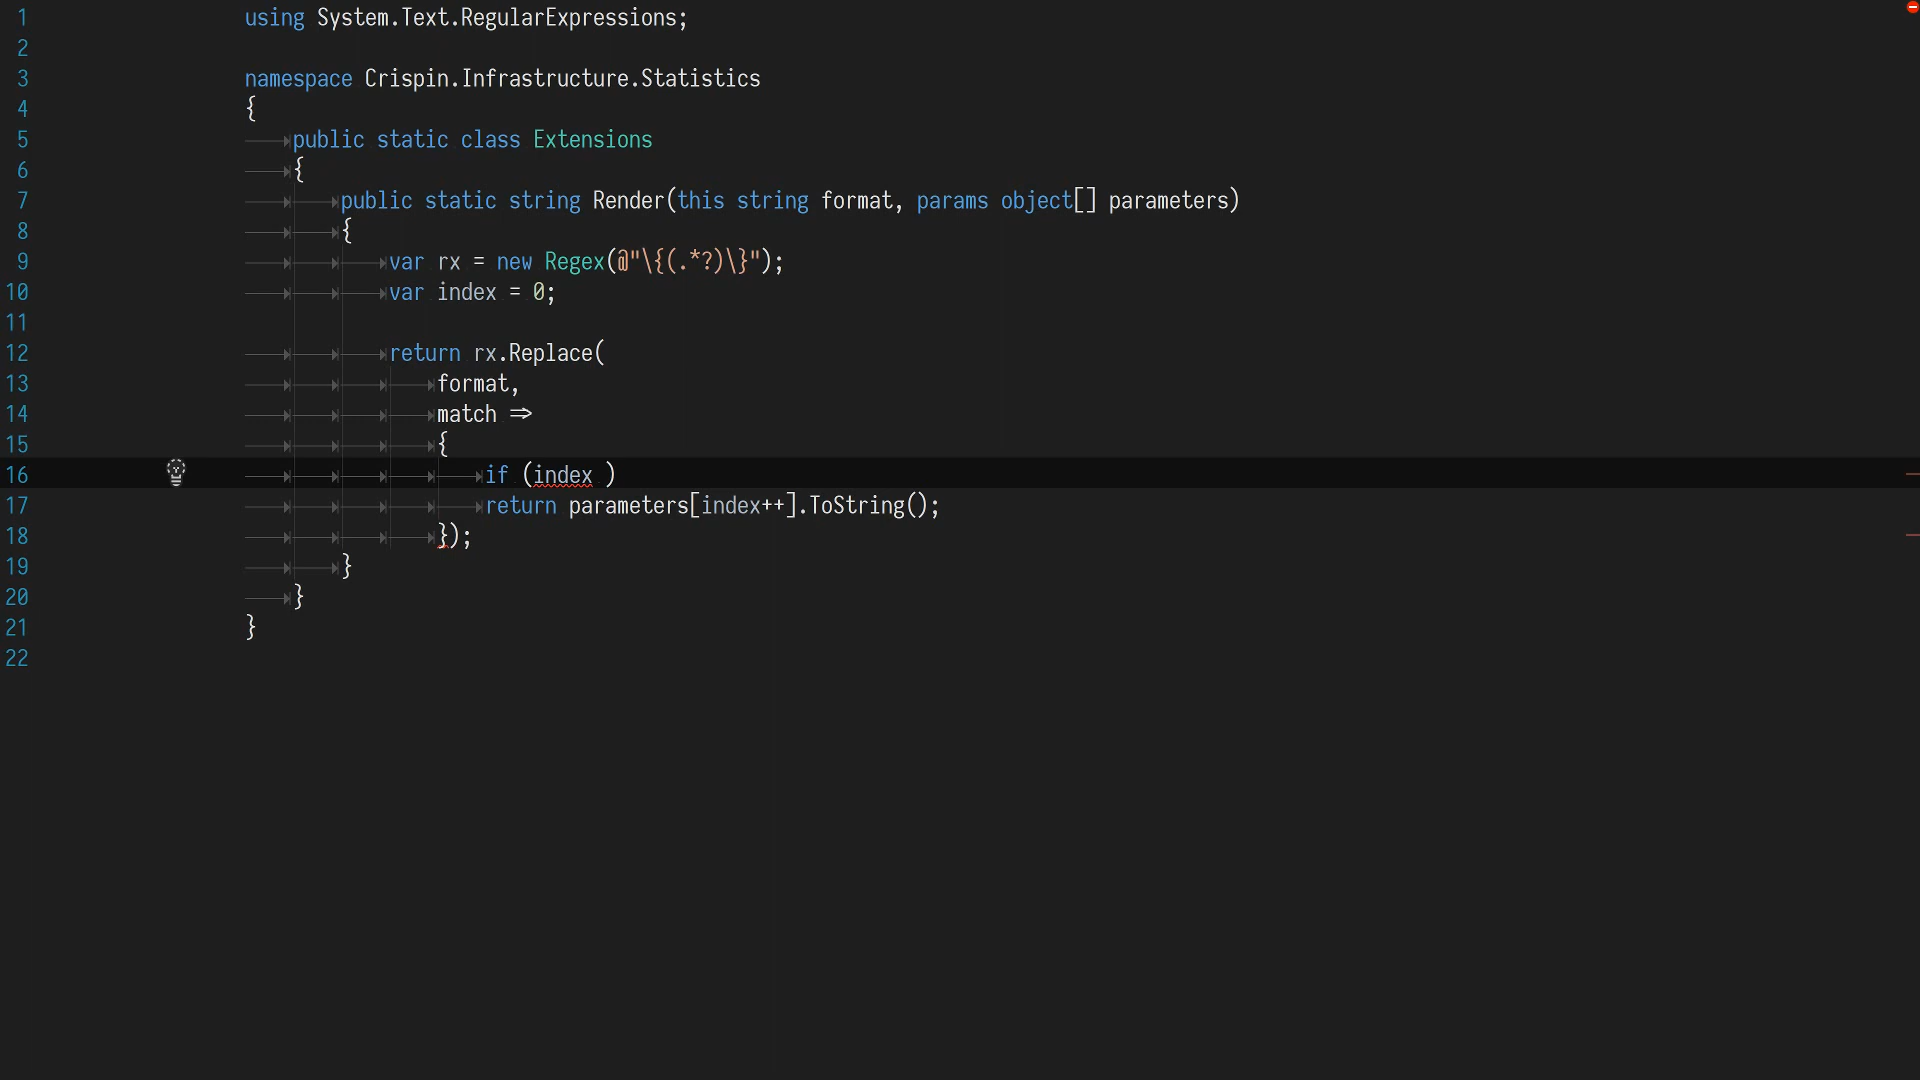 1 using System.Text.RegularExpressions;
2
3 namespace Crispin.Infrastructure.Statistics
4 {
5 public static class Extensions
6 {
7 public static string Render(this string format, params object[] parameters)
8 {
9 var rx = new Regex(@"\{(.*?)\}");
10 var index = 0;
11
12 return rx.Replace(
13 format,
14 match =>
15 {
16 if (index )
17 return parameters[index++].ToString();
18 });
19 }
20 }
21 }
22